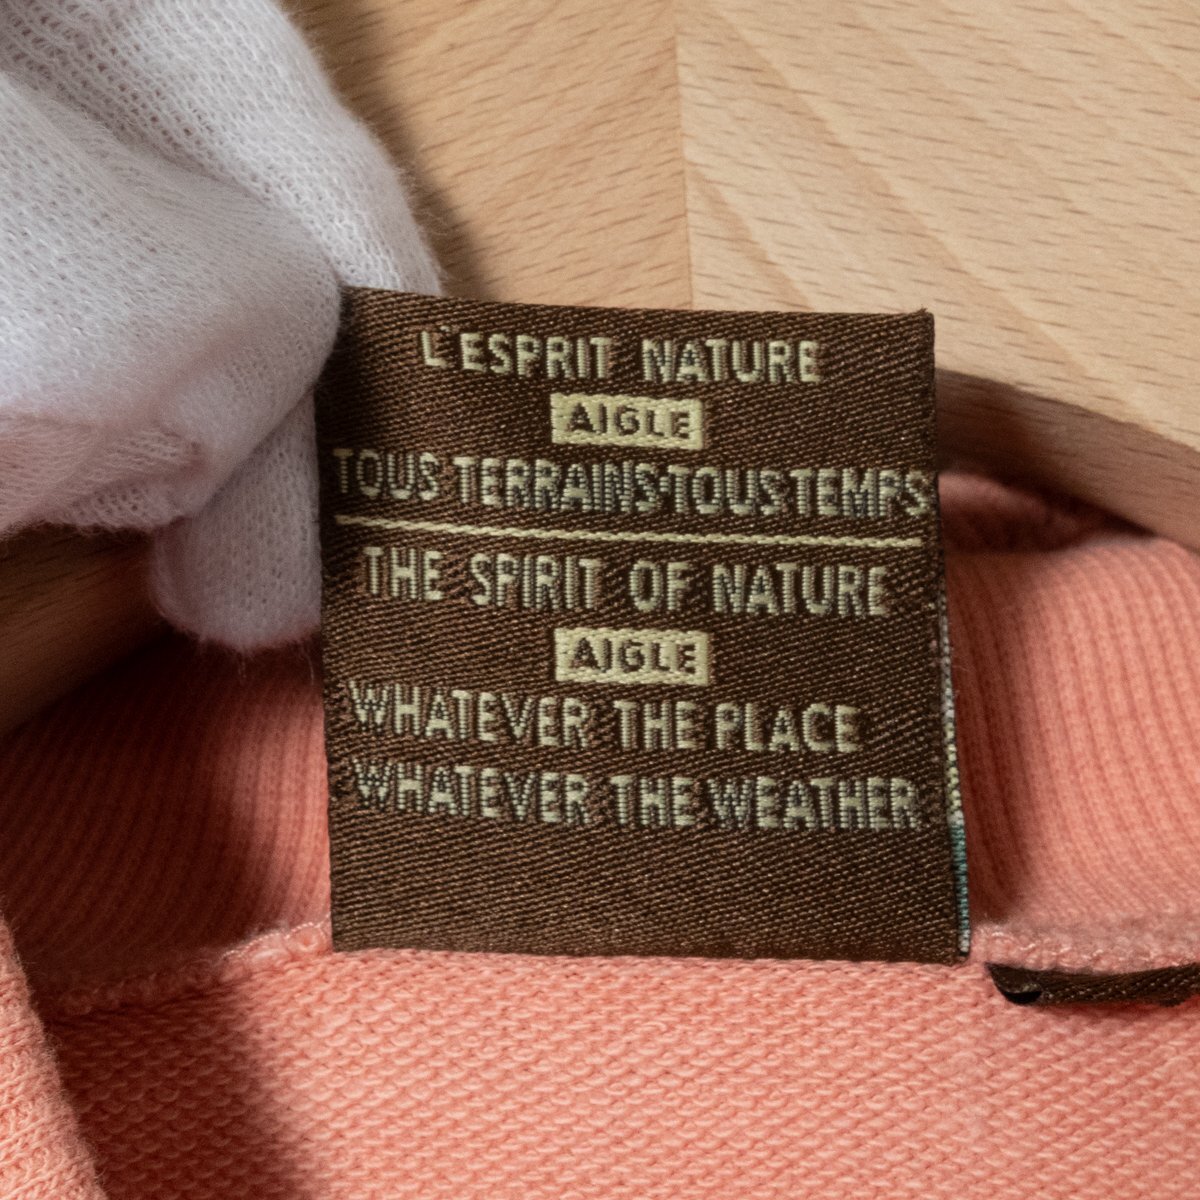 L'ESPRIT NATURE
AIGLE
TOUS TERRAINS·TOUS TEMPS
THE SPIRIT OF NATURE
AIGLE
WHATEVER THE PLACE
WHATEVER THE WEATHER